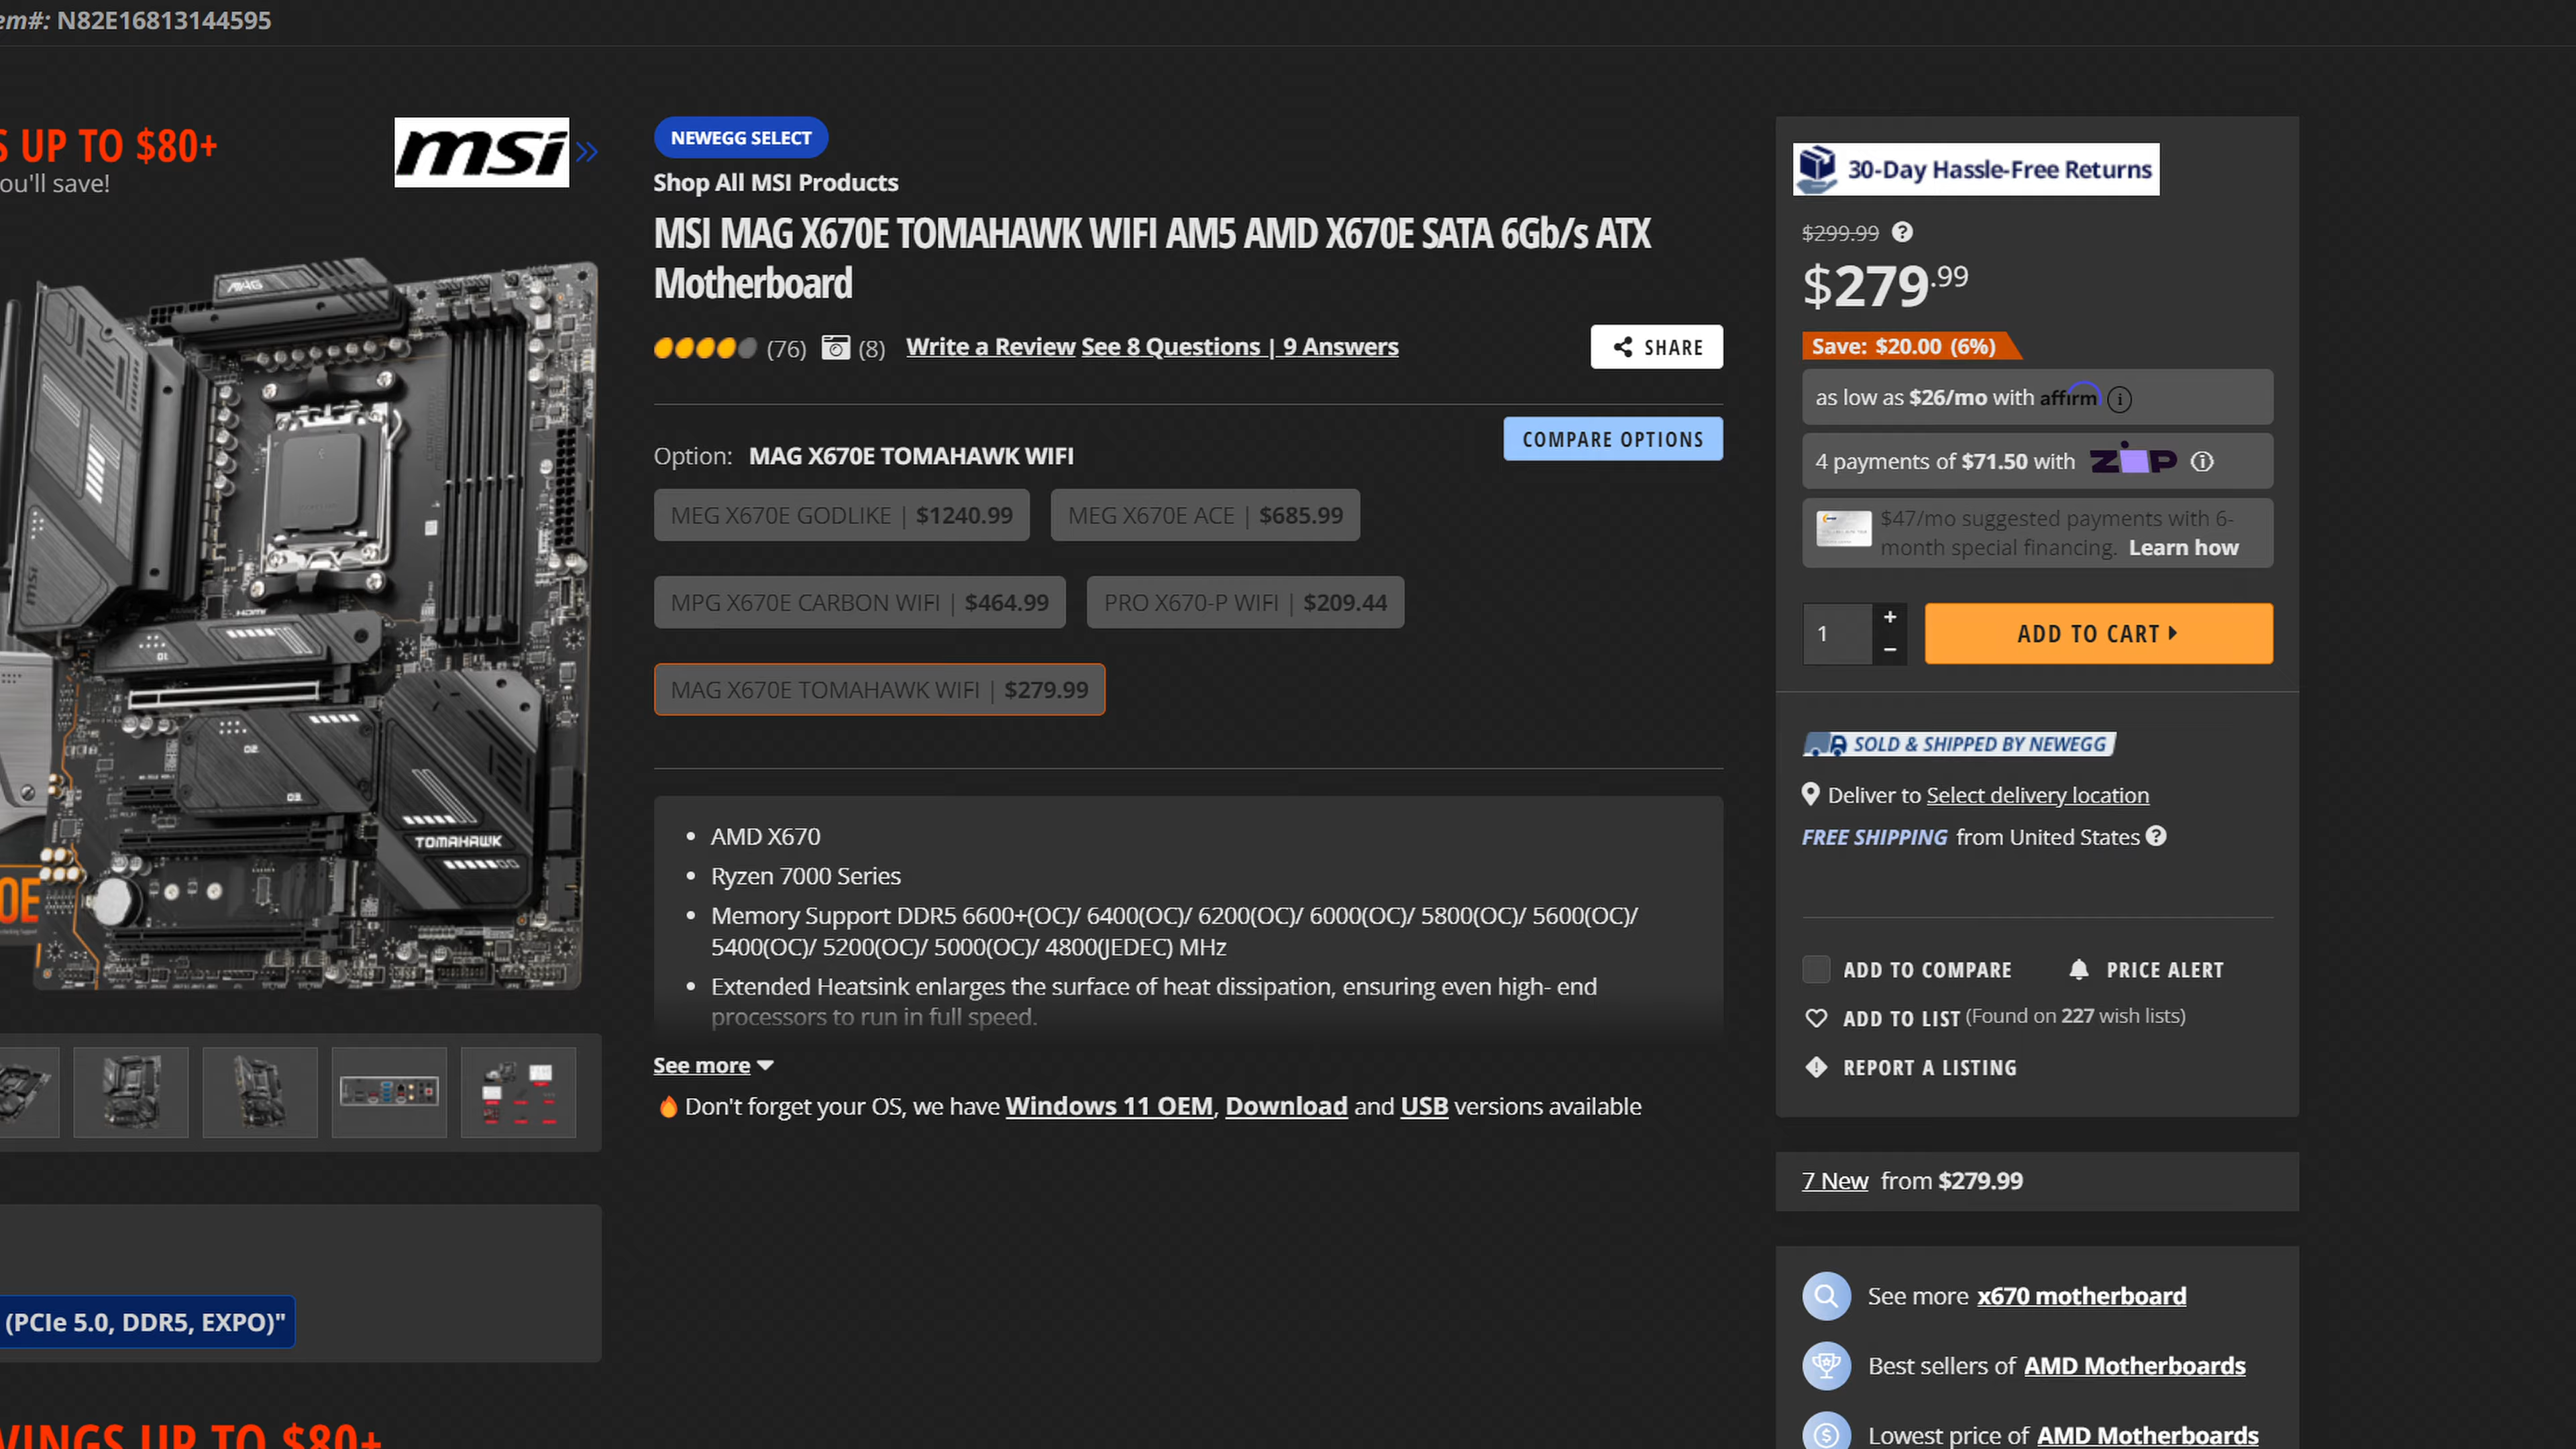 em#: N82E16813144595
S UP TO $80+
ou'll save!
msi
NEWEGG SELECT
Shop All MSI Products
MSI MAG X670E TOMAHAWK WIFI AM5 AMD X670E SATA 6Gb/s ATX
Motherboard
(76) (8) Write a Review See 8 Questions | 9 Answers
SHARE
Option: MAG X670E TOMAHAWK WIFI
COMPARE OPTIONS
MEG X670E GODLIKE | $1240.99
MEG X670E ACE | $685.99
MPG X670E CARBON WIFI | $464.99
PRO X670-P WIFI | $209.44
MAG X670E TOMAHAWK WIFI | $279.99
AMD X670
Ryzen 7000 Series
Memory Support DDR5 6600+(OC)/ 6400(OC)/ 6200(OC)/ 6000(OC)/ 5800(OC)/ 5600(OC)/
5400(OC)/ 5200(OC)/ 5000(OC)/ 4800(JEDEC) MHz
Extended Heatsink enlarges the surface of heat dissipation, ensuring even high- end
processors to run in full speed.
See more
Don't forget your OS, we have Windows 11 OEM, Download and USB versions available
MAG
msi
HDMI
01
02
03
TOMAHAWK
0E
(PCIe 5.0, DDR5, EXPO)"
VINGS UP TO $80+
30-Day Hassle-Free Returns
$299.99
$279.99
Save: $20.00 (6%)
as low as $26/mo with affirm
4 payments of $71.50 with ZIP
$47/mo suggested payments with 6-
month special financing. Learn how
1
+
−
ADD TO CART
SOLD & SHIPPED BY NEWEGG
Deliver to Select delivery location
FREE SHIPPING from United States
ADD TO COMPARE
PRICE ALERT
ADD TO LIST (Found on 227 wish lists)
REPORT A LISTING
7 New from $279.99
See more x670 motherboard
Best sellers of AMD Motherboards
Lowest price of AMD Motherboards